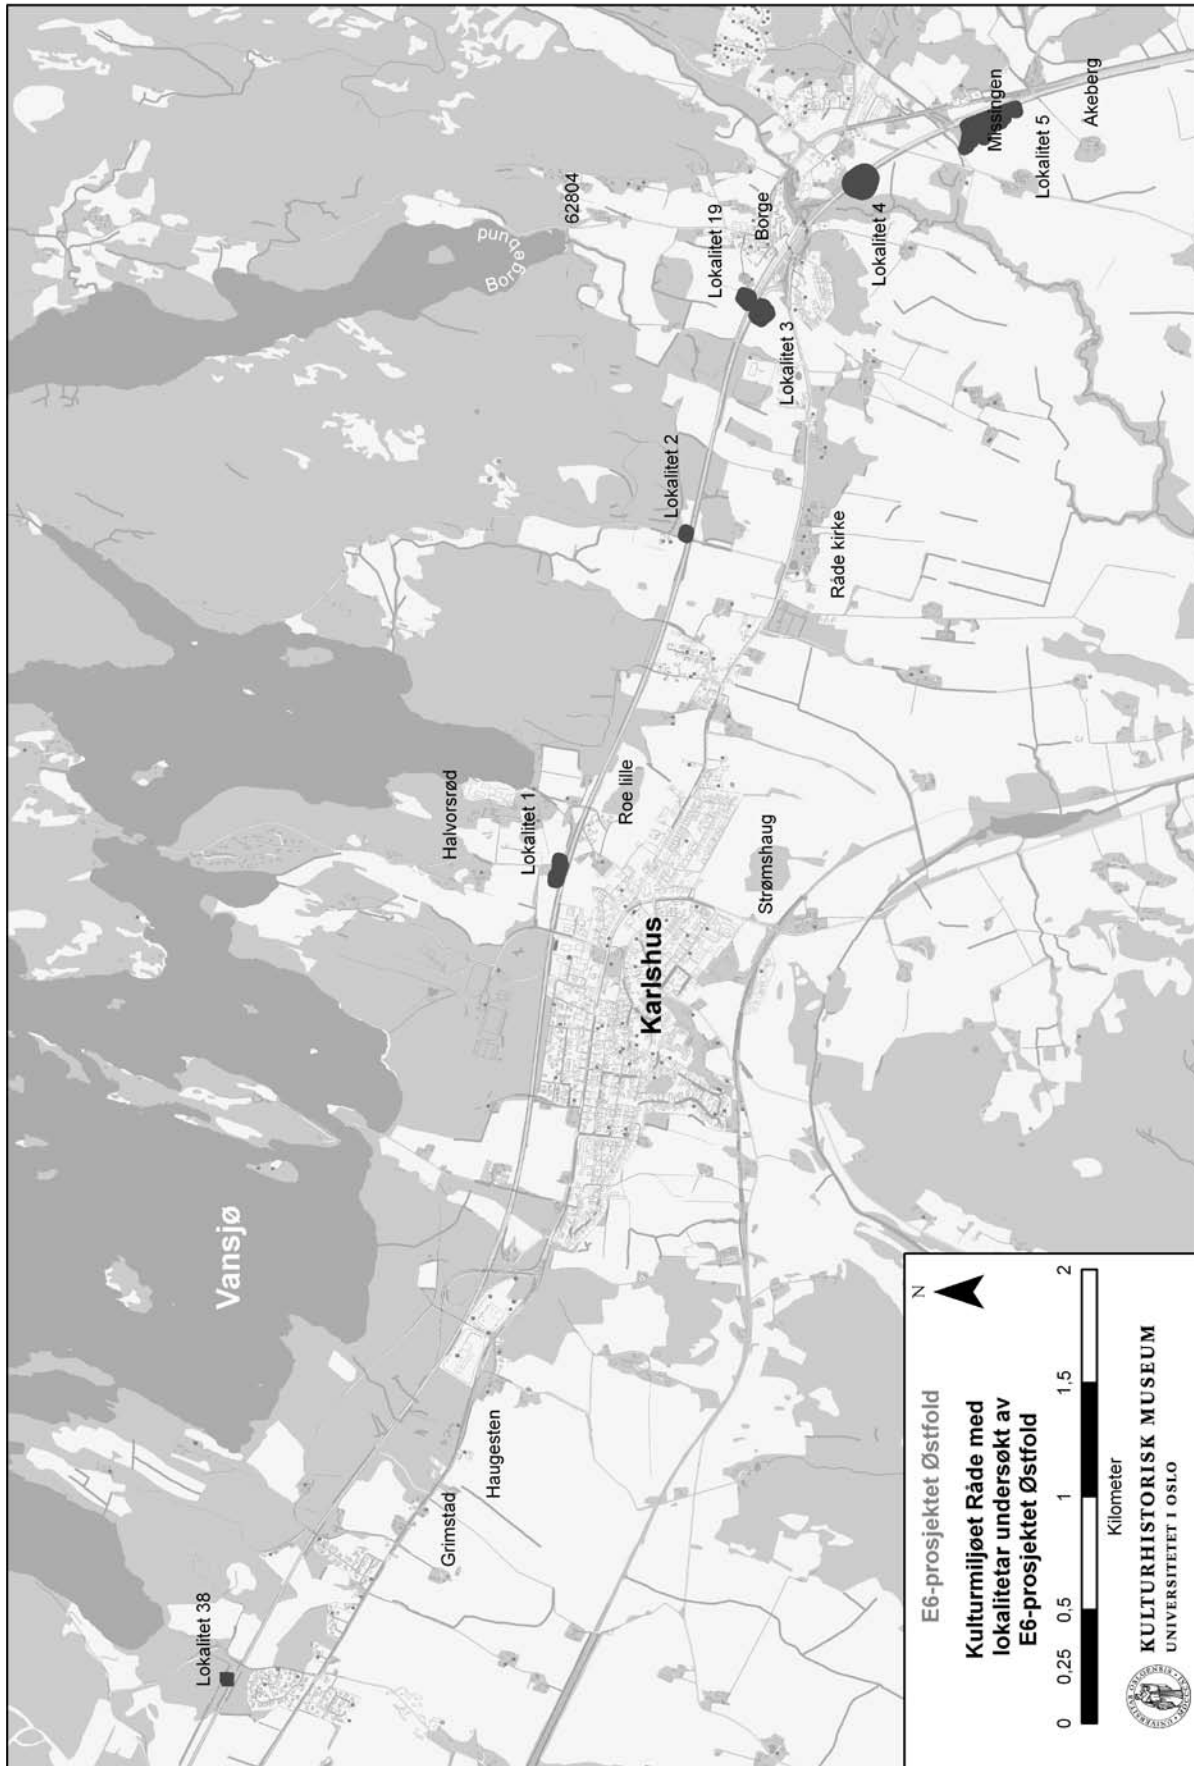 Vansjø
Borge
bund
62804
Lokalitet 38
Grimstad
Haugesten
Halvorsrød
Lokalitet 1
Roe lille
Karlshus
Strømshaug
Lokalitet 2
Råde kirke
Lokalitet 19
Borge
Lokalitet 3
Lokalitet 4
Missingen
Lokalitet 5
Åkeberg
E6-prosjektet Østfold
N
Kulturmiljøet Råde med
lokalitetar undersøkt av
E6-prosjektet Østfold
0 0,25 0,5 1 1,5 2
Kilometer
KULTURHISTORISK MUSEUM
UNIVERSITETET I OSLO